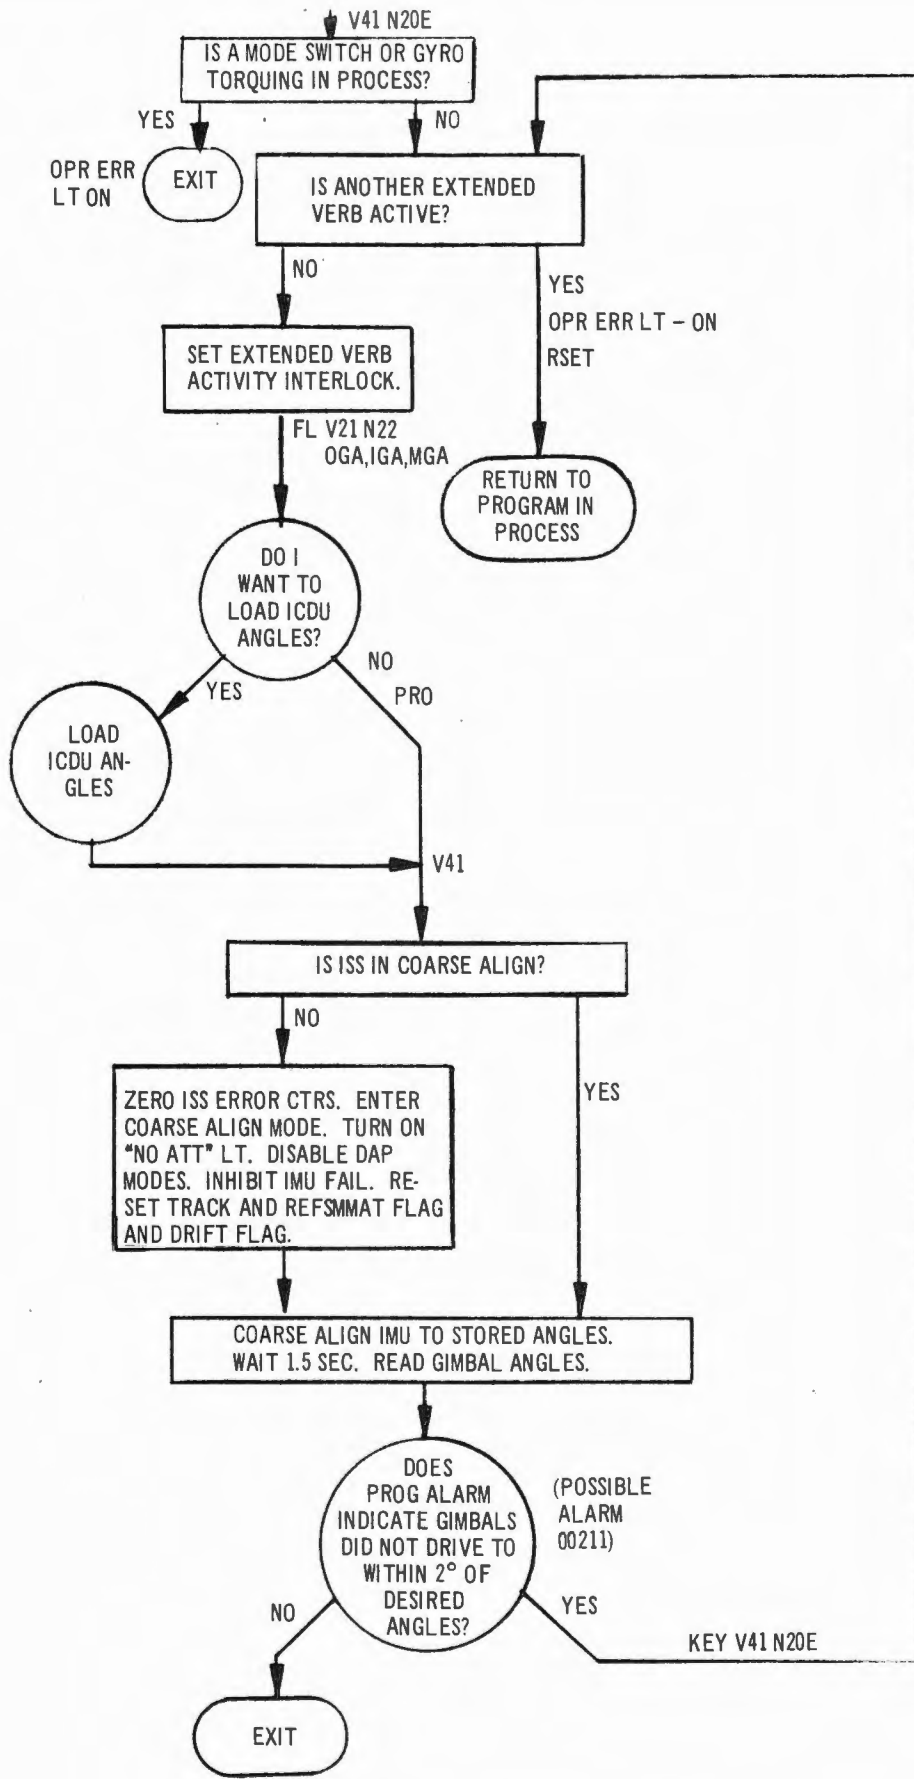 V41 N20E
IS A MODE SWITCH OR GYRO
TORQUING IN PROCESS?
YES
NO
OPR ERR
LT ON
EXIT
IS ANOTHER EXTENDED
VERB ACTIVE?
NO
YES
OPR ERR LT - ON
RSET
SET EXTENDED VERB
ACTIVITY INTERLOCK.
FL V21 N22
OGA,IGA,MGA
RETURN TO
PROGRAM IN
PROCESS
DO I
WANT TO
LOAD ICDU
ANGLES?
NO
YES
PRO
LOAD
ICDU AN-
GLES
V41
IS ISS IN COARSE ALIGN?
NO
YES
ZERO ISS ERROR CTRS. ENTER
COARSE ALIGN MODE. TURN ON
"NO ATT" LT. DISABLE DAP
MODES. INHIBIT IMU FAIL. RE-
SET TRACK AND REFSMMAT FLAG
AND DRIFT FLAG.
COARSE ALIGN IMU TO STORED ANGLES.
WAIT 1.5 SEC. READ GIMBAL ANGLES.
DOES
PROG ALARM
INDICATE GIMBALS
DID NOT DRIVE TO
WITHIN 2° OF
DESIRED
ANGLES?
(POSSIBLE
ALARM
00211)
NO
YES
KEY V41 N20E
EXIT